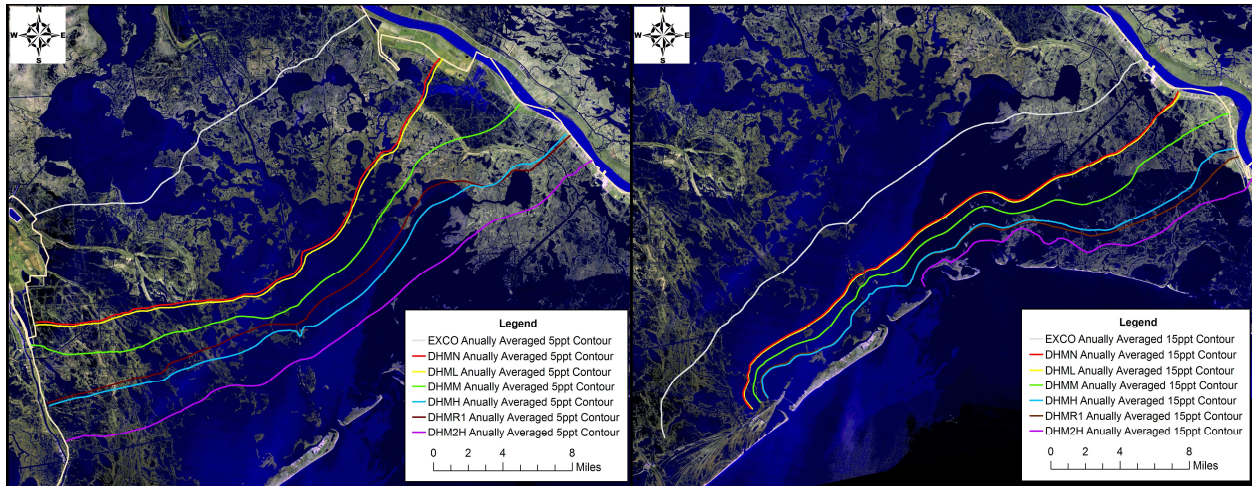 N
W E
S
Legend
EXCO Anually Averaged 5ppt Contour
DHMN Anually Averaged 5ppt Contour
DHML Anually Averaged 5ppt Contour
DHMM Anually Averaged 5ppt Contour
DHMH Anually Averaged 5ppt Contour
DHMR1 Anually Averaged 5ppt Contour
DHM2H Anually Averaged 5ppt Contour
0 2 4 8
Miles
N
W E
S
Legend
EXCO Anually Averaged 15ppt Contour
DHMN Anually Averaged 15ppt Contour
DHML Anually Averaged 15ppt Contour
DHMM Anually Averaged 15ppt Contour
DHMH Anually Averaged 15ppt Contour
DHMR1 Anually Averaged 15ppt Contour
DHM2H Anually Averaged 15ppt Contour
0 2 4 8
Miles